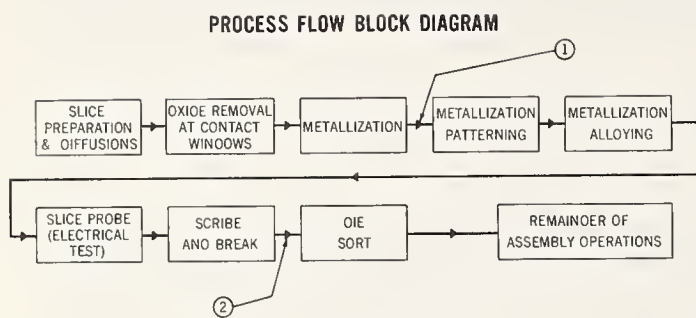 PROCESS FLOW BLOCK DIAGRAM
1
SLICE
PREPARATION
& OIFFUSIONS
OXIOE REMOVAL
AT CONTACT
WINOOWS
METALLIZATION
METALLIZATION
PATTERNING
METALLIZATION
ALLOYING
SLICE PROBE
(ELECTRICAL
TEST)
SCRIBE
ANO BREAK
OIE
SORT
REMAINOER OF
ASSEMBLY OPERATIONS
2